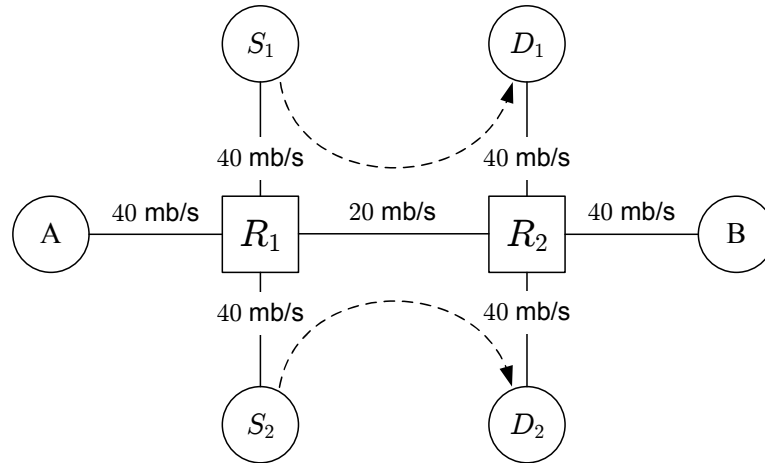 S₁ D₁
40 mb/s 40 mb/s
A 40 mb/s R₁ 20 mb/s R₂ 40 mb/s B
40 mb/s 40 mb/s
S₂ D₂